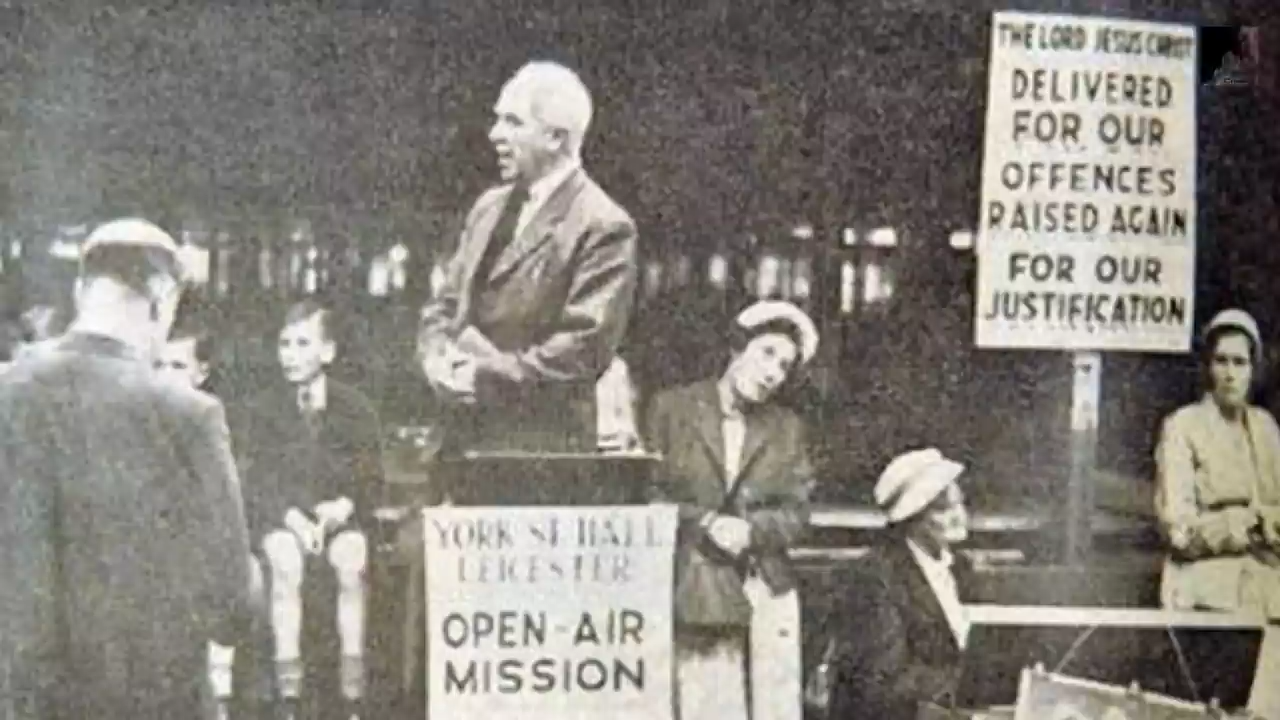 THE LORD JESUS CHRIST
DELIVERED
FOR OUR
OFFENCES
RAISED AGAIN
FOR OUR
JUSTIFICATION
YORK ST HALL
LEICESTER
OPEN-AIR
MISSION